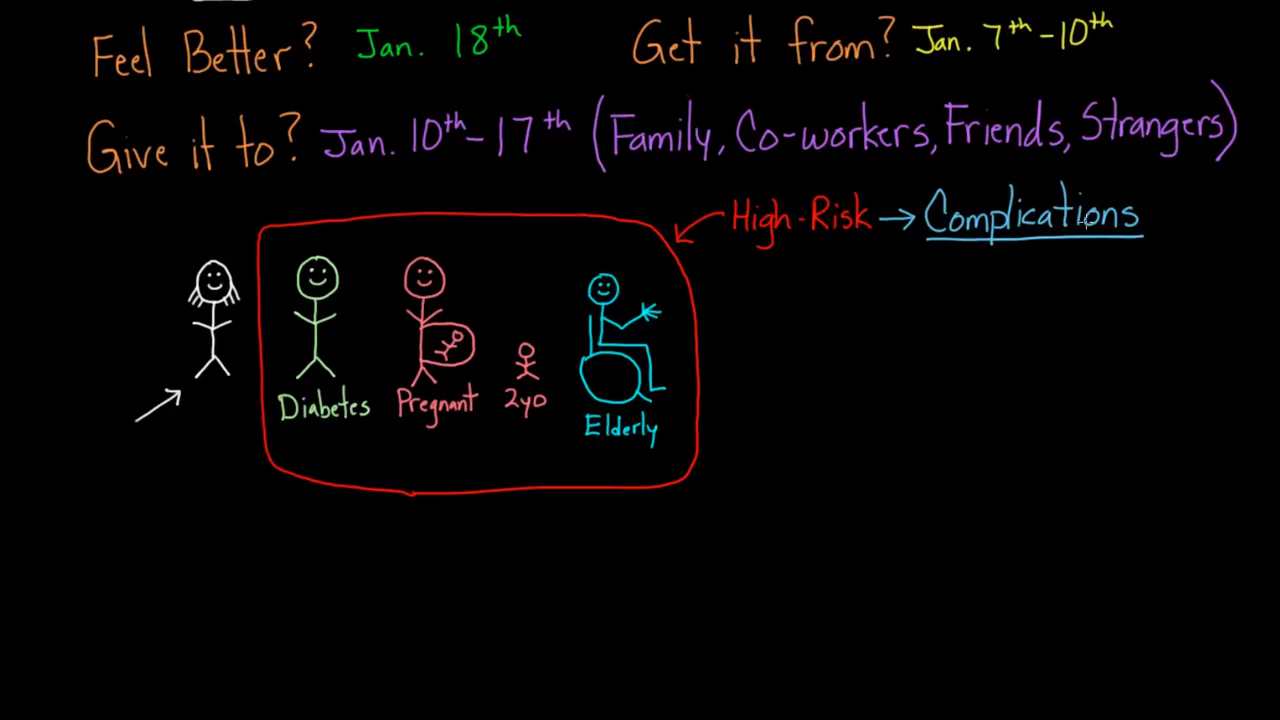 Feel Better? Jan. 18th Get it from? Jan. 7th-10th
Give it to? Jan. 10th-17th (Family, Co-workers, Friends, Strangers)
High-Risk → Complications
Diabetes Pregnant 2yo Elderly